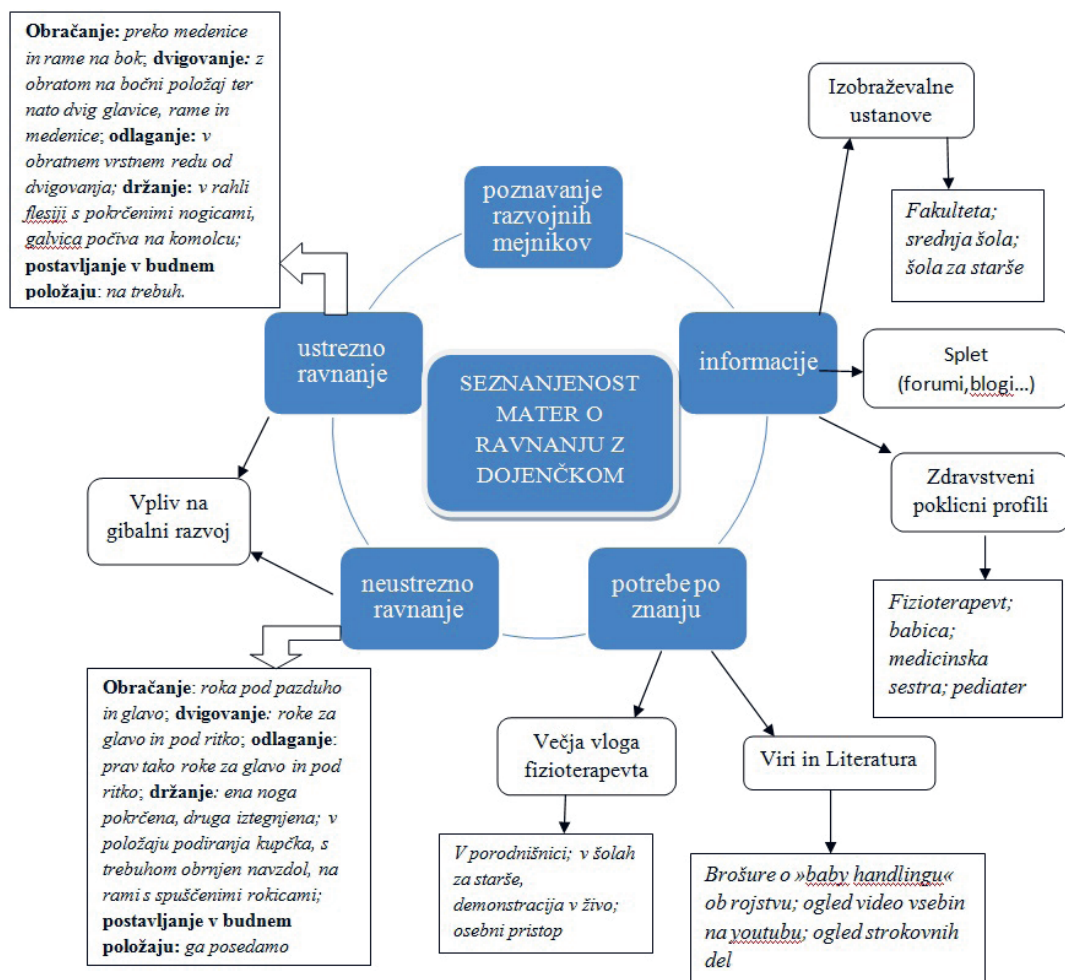 Obračanje: preko medenice
in rame na bok; dvigovanje: z
obratom na bočni položaj ter
nato dvig glavice, rame in
medenice; odlaganje: v
obratnem vrstnem redu od
dvigovanja; držanje: v rahli
flesiji s pokrčenimi nogicami,
galvica počiva na komolcu;
postavljanje v budnem
položaju: na trebuh.
poznavanje
razvojnih
mejnikov
Izobraževalne
ustanove
Fakulteta;
srednja šola;
šola za starše
ustrezno
ravnanje
informacije
Splet
(forumi,blogi...)
SEZNANJENOST
MATER O
RAVNANJU Z
DOJENČKOM
Vpliv na
gibalni razvoj
Zdravstveni
poklicni profili
neustrezno
ravnanje
potrebe po
znanju
Fizioterapevt;
babica;
medicinska
sestra; pediater
Obračanje: roka pod pazduho
in glavo; dvigovanje: roke za
glavo in pod ritko; odlaganje:
prav tako roke za glavo in pod
ritko; držanje: ena noga
pokrčena, druga iztegnjena; v
položaju podiranja kupčka, s
trebuhom obrnjen navzdol, na
rami s spuščenimi rokicami;
postavljanje v budnem
položaju: ga posedamo
Večja vloga
fizioterapevta
Viri in Literatura
V porodnišnici; v šolah
za starše,
demonstracija v živo;
osebni pristop
Brošure o »baby handlingu«
ob rojstvu; ogled video vsebin
na youtubu; ogled strokovnih
del